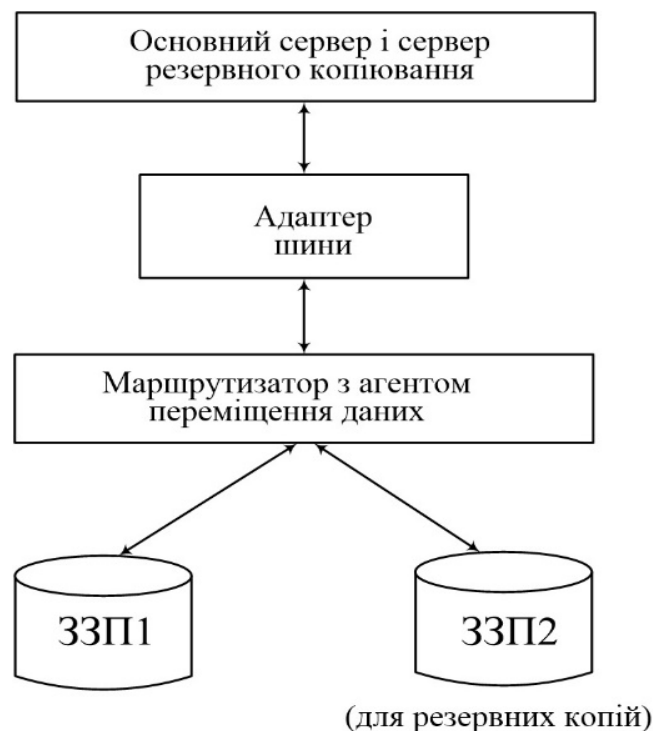 Основний сервер і сервер
резервного копіювання
Адаптер
шини
Маршрутизатор з агентом
переміщення даних
ЗЗП1
ЗЗП2
(для резервних копій)